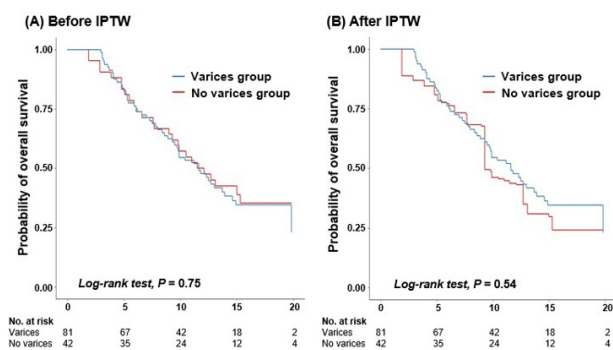 (A) Before IPTW
Probability of overall survival
1.00
0.75
0.50
0.25
0.00
Varices group
No varices group
Log-rank test, P = 0.75
0 5 10 15 20
No. at risk
Varices 81 67 42 18 2
No varices 42 35 24 12 4
(B) After IPTW
Probability of overall survival
1.00
0.75
0.50
0.25
0.00
Varices group
No varices group
Log-rank test, P = 0.54
0 5 10 15 20
No. at risk
Varices 81 67 42 18 2
No varices 42 35 24 12 4